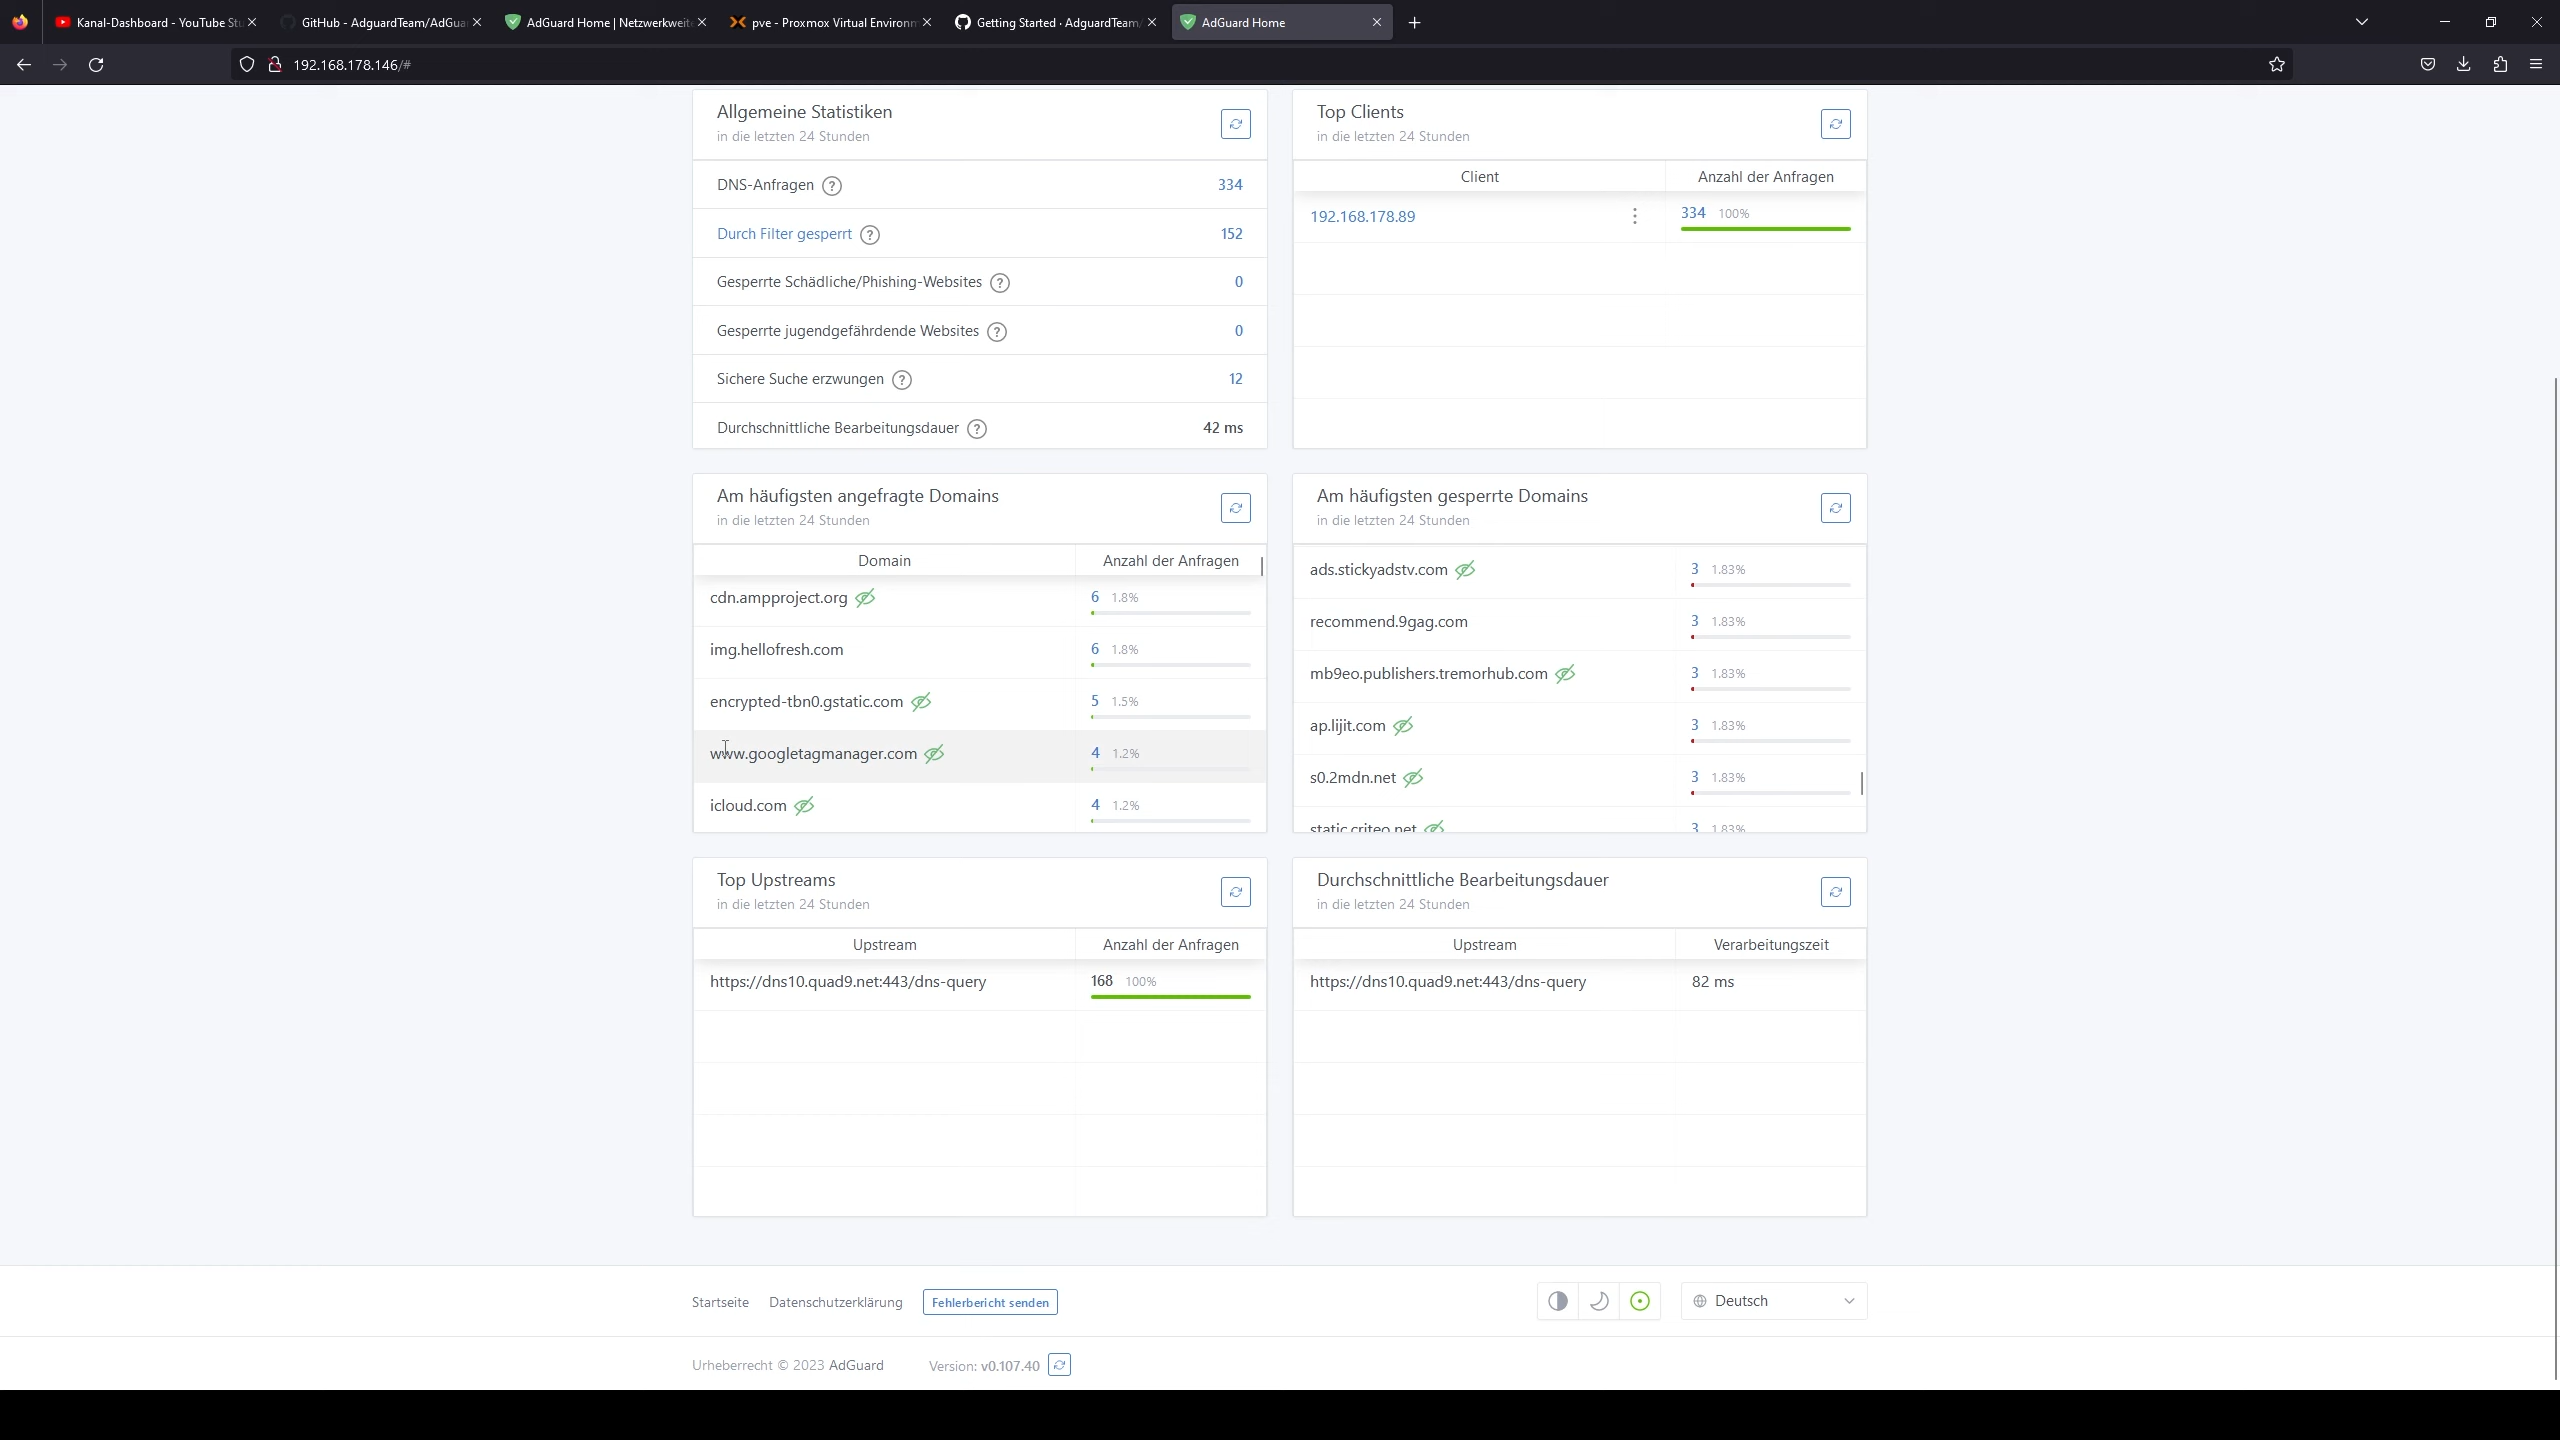 Kanal-Dashboard - YouTube Stu
GitHub - AdguardTeam/AdGua
AdGuard Home | Netzwerkweit
pve - Proxmox Virtual Environm
Getting Started · AdguardTeam/
AdGuard Home
192.168.178.146/#
Allgemeine Statistiken
in die letzten 24 Stunden
DNS-Anfragen ? 334
Durch Filter gesperrt ? 152
Gesperrte Schädliche/Phishing-Websites ? 0
Gesperrte jugendgefährdende Websites ? 0
Sichere Suche erzwungen ? 12
Durchschnittliche Bearbeitungsdauer ? 42 ms
Top Clients
in die letzten 24 Stunden
Client Anzahl der Anfragen
192.168.178.89 334 100%
Am häufigsten angefragte Domains
in die letzten 24 Stunden
Domain Anzahl der Anfragen
cdn.ampproject.org 6 1.8%
img.hellofresh.com 6 1.8%
encrypted-tbn0.gstatic.com 5 1.5%
www.googletagmanager.com 4 1.2%
icloud.com 4 1.2%
Am häufigsten gesperrte Domains
in die letzten 24 Stunden
ads.stickyadstv.com 3 1.83%
recommend.9gag.com 3 1.83%
mb9eo.publishers.tremorhub.com 3 1.83%
ap.lijit.com 3 1.83%
s0.2mdn.net 3 1.83%
static.criteo.net 3 1.83%
Top Upstreams
in die letzten 24 Stunden
Upstream Anzahl der Anfragen
https://dns10.quad9.net:443/dns-query 168 100%
Durchschnittliche Bearbeitungsdauer
in die letzten 24 Stunden
Upstream Verarbeitungszeit
https://dns10.quad9.net:443/dns-query 82 ms
Startseite Datenschutzerklärung Fehlerbericht senden
Deutsch
Urheberrecht © 2023 AdGuard Version: v0.107.40